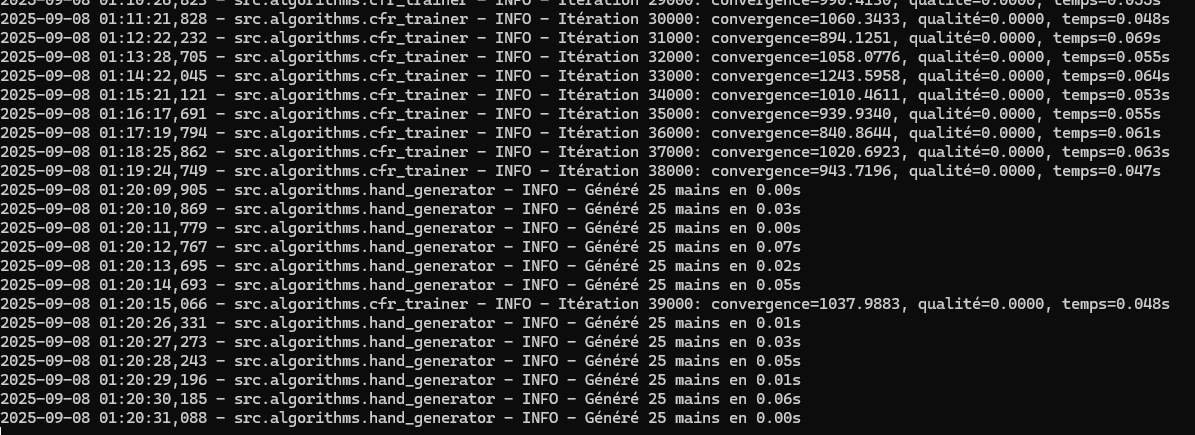 2025-09-08 01:10:26,823 - src.algorithms.cfr_trainer - INFO - Itération 29000: convergence=990.4130, qualité=0.0000, temps=0.055s
2025-09-08 01:11:21,828 - src.algorithms.cfr_trainer - INFO - Itération 30000: convergence=1060.3433, qualité=0.0000, temps=0.048s
2025-09-08 01:12:22,232 - src.algorithms.cfr_trainer - INFO - Itération 31000: convergence=894.1251, qualité=0.0000, temps=0.069s
2025-09-08 01:13:28,705 - src.algorithms.cfr_trainer - INFO - Itération 32000: convergence=1058.0776, qualité=0.0000, temps=0.055s
2025-09-08 01:14:22,045 - src.algorithms.cfr_trainer - INFO - Itération 33000: convergence=1243.5958, qualité=0.0000, temps=0.064s
2025-09-08 01:15:21,121 - src.algorithms.cfr_trainer - INFO - Itération 34000: convergence=1010.4611, qualité=0.0000, temps=0.053s
2025-09-08 01:16:17,691 - src.algorithms.cfr_trainer - INFO - Itération 35000: convergence=939.9340, qualité=0.0000, temps=0.055s
2025-09-08 01:17:19,794 - src.algorithms.cfr_trainer - INFO - Itération 36000: convergence=840.8644, qualité=0.0000, temps=0.061s
2025-09-08 01:18:25,862 - src.algorithms.cfr_trainer - INFO - Itération 37000: convergence=1020.6923, qualité=0.0000, temps=0.063s
2025-09-08 01:19:24,749 - src.algorithms.cfr_trainer - INFO - Itération 38000: convergence=943.7196, qualité=0.0000, temps=0.047s
2025-09-08 01:20:09,905 - src.algorithms.hand_generator - INFO - Généré 25 mains en 0.00s
2025-09-08 01:20:10,869 - src.algorithms.hand_generator - INFO - Généré 25 mains en 0.03s
2025-09-08 01:20:11,779 - src.algorithms.hand_generator - INFO - Généré 25 mains en 0.00s
2025-09-08 01:20:12,767 - src.algorithms.hand_generator - INFO - Généré 25 mains en 0.07s
2025-09-08 01:20:13,695 - src.algorithms.hand_generator - INFO - Généré 25 mains en 0.02s
2025-09-08 01:20:14,693 - src.algorithms.hand_generator - INFO - Généré 25 mains en 0.05s
2025-09-08 01:20:15,066 - src.algorithms.cfr_trainer - INFO - Itération 39000: convergence=1037.9883, qualité=0.0000, temps=0.048s
2025-09-08 01:20:26,331 - src.algorithms.hand_generator - INFO - Généré 25 mains en 0.01s
2025-09-08 01:20:27,273 - src.algorithms.hand_generator - INFO - Généré 25 mains en 0.03s
2025-09-08 01:20:28,243 - src.algorithms.hand_generator - INFO - Généré 25 mains en 0.05s
2025-09-08 01:20:29,196 - src.algorithms.hand_generator - INFO - Généré 25 mains en 0.01s
2025-09-08 01:20:30,185 - src.algorithms.hand_generator - INFO - Généré 25 mains en 0.06s
2025-09-08 01:20:31,088 - src.algorithms.hand_generator - INFO - Généré 25 mains en 0.00s